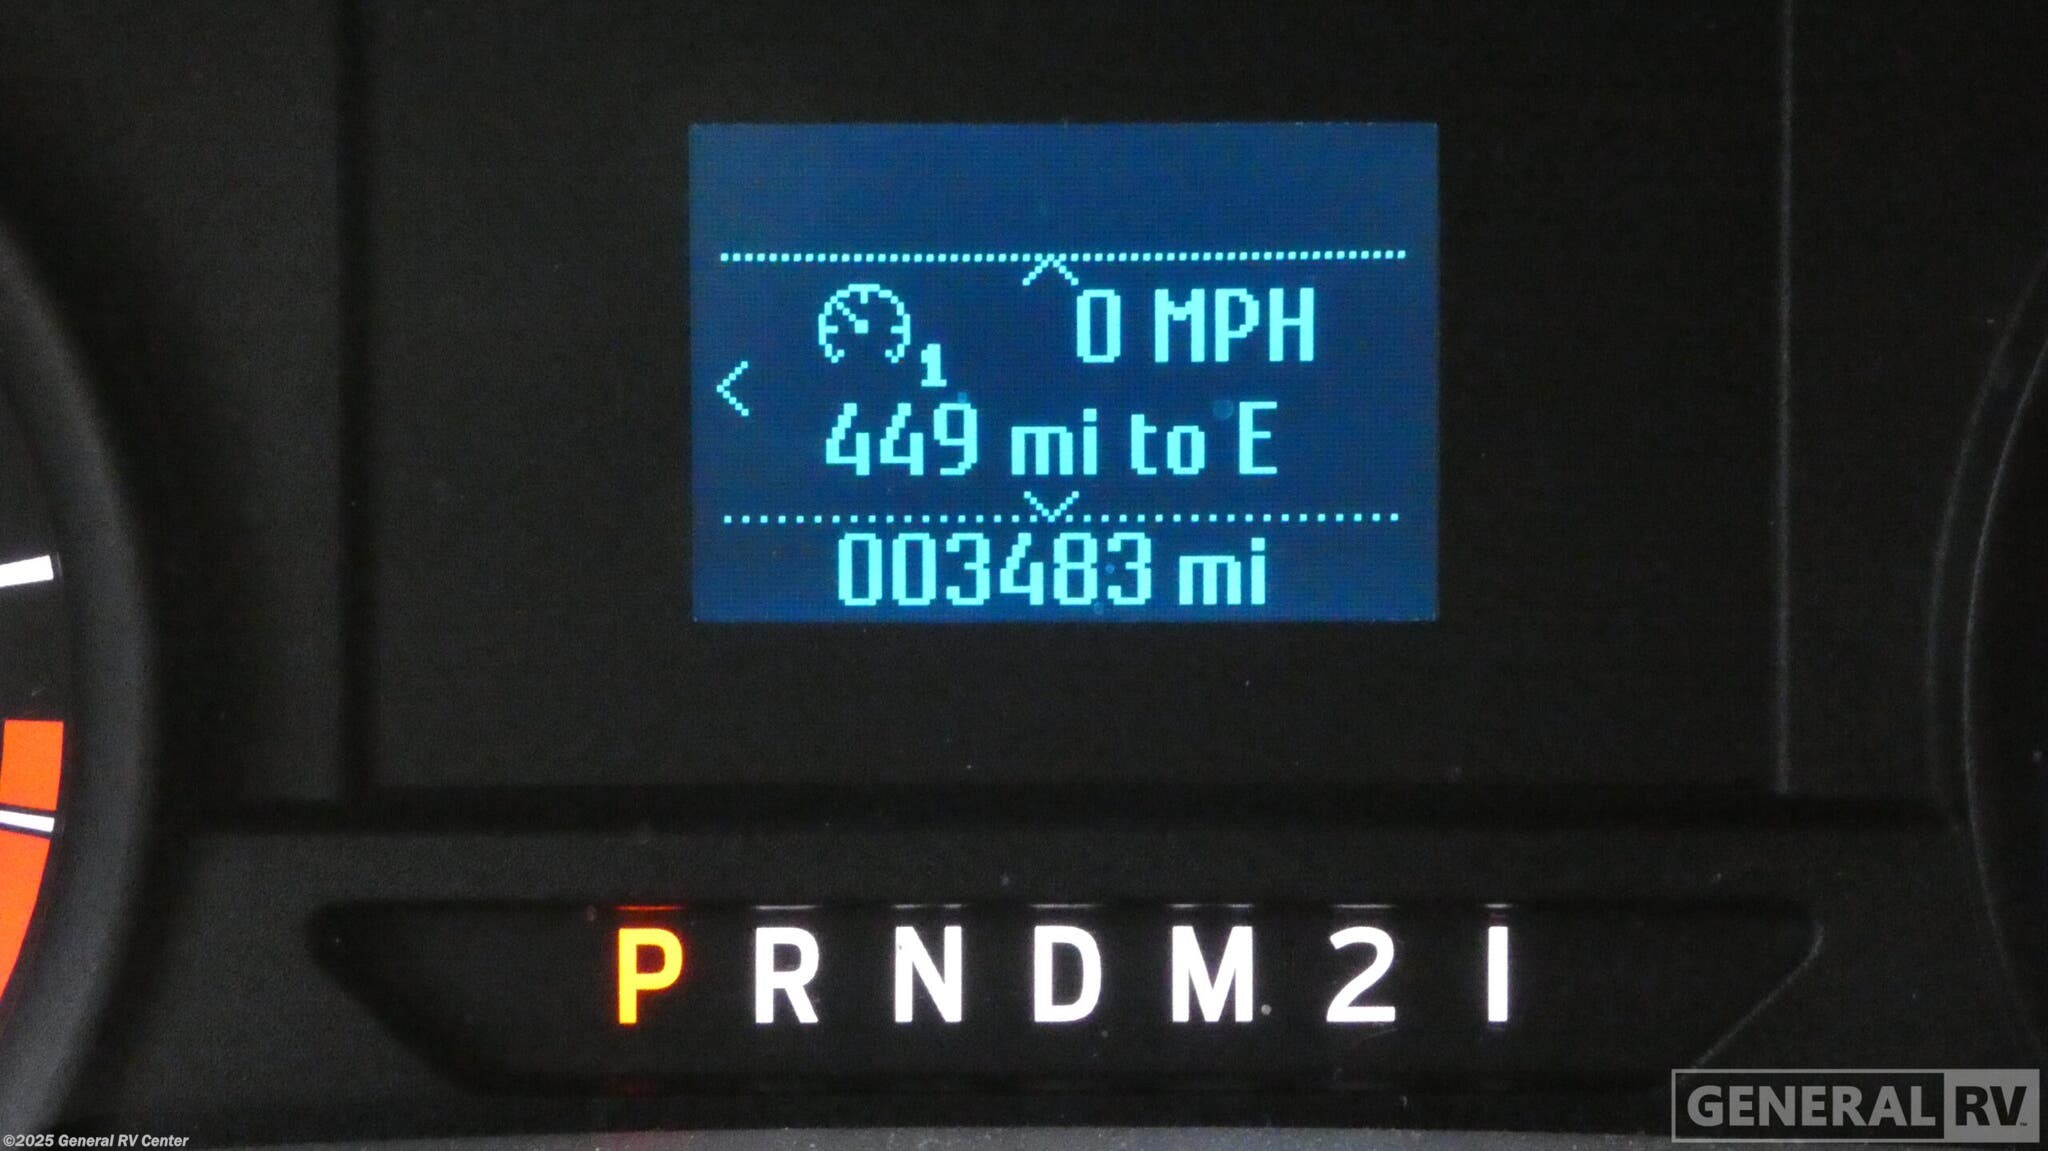 0 MPH
1
449 mi to E
003483 mi
P R N D M 2 1
GENERAL RV
©2025 General RV Center